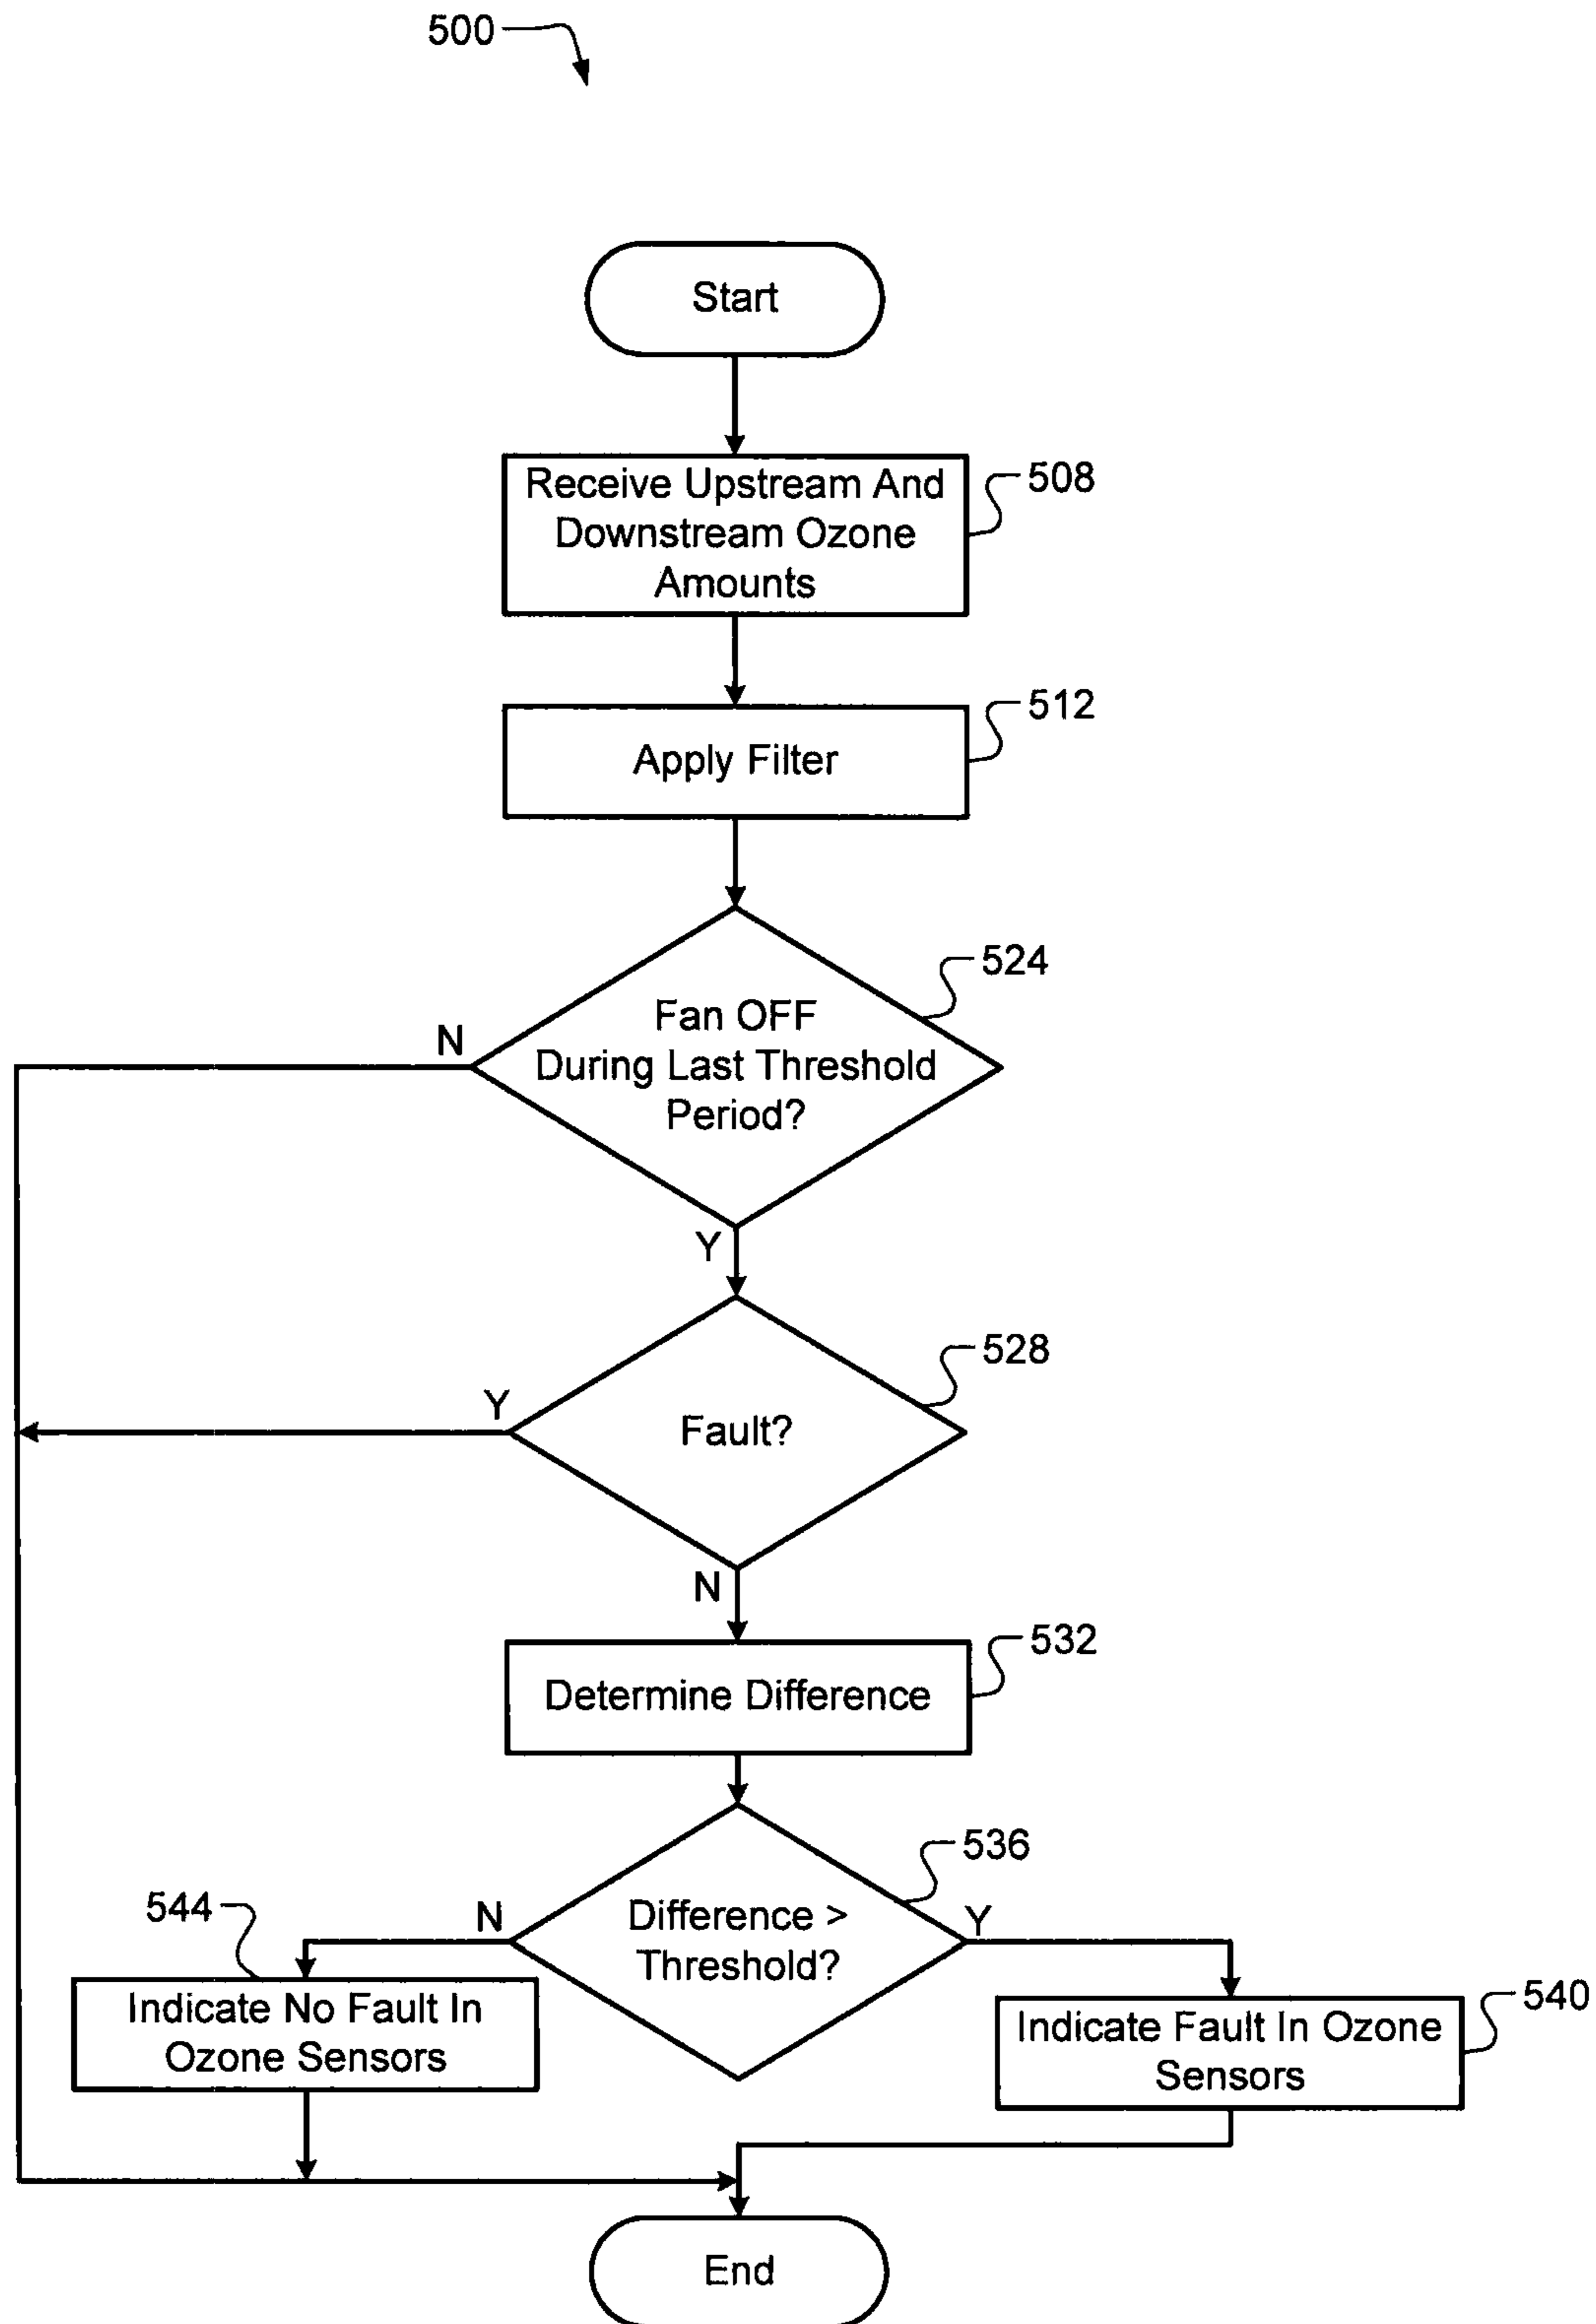 500
Start
Receive Upstream And
Downstream Ozone
Amounts
508
512
Apply Filter
524
Fan OFF
During Last Threshold
Period?
N
Y
528
Fault?
Y
N
532
Determine Difference
536
Difference >
Threshold?
N
Y
544
Indicate No Fault In
Ozone Sensors
540
Indicate Fault In Ozone
Sensors
End